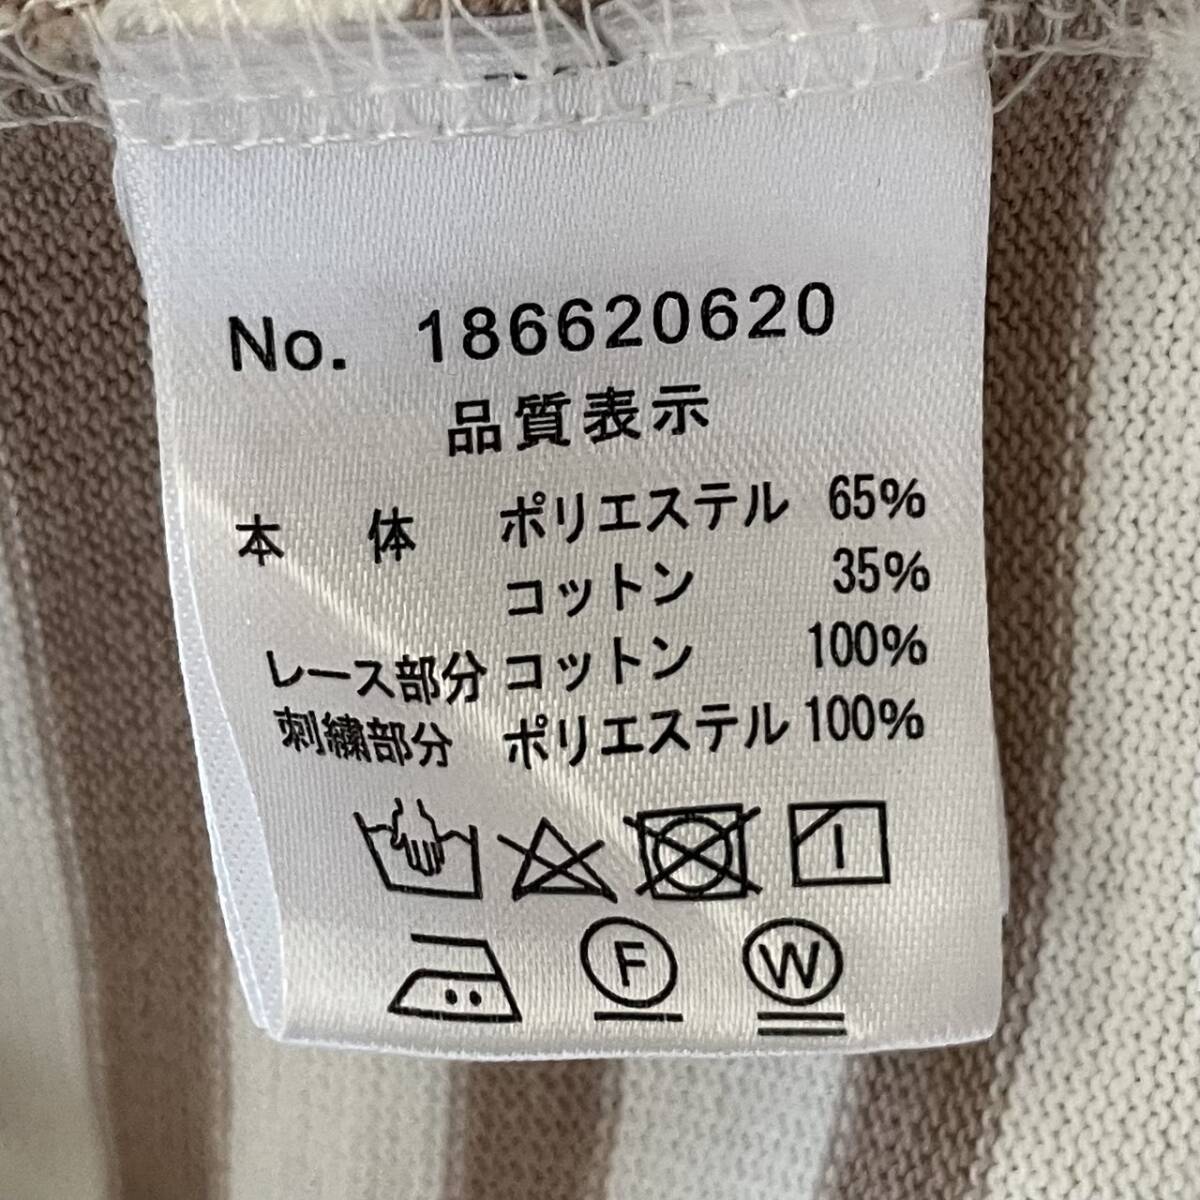 No. 186620620
品質表示
本 体 ポリエステル 65%
コットン 35%
レース部分 コットン 100%
刺繍部分 ポリエステル 100%
F W